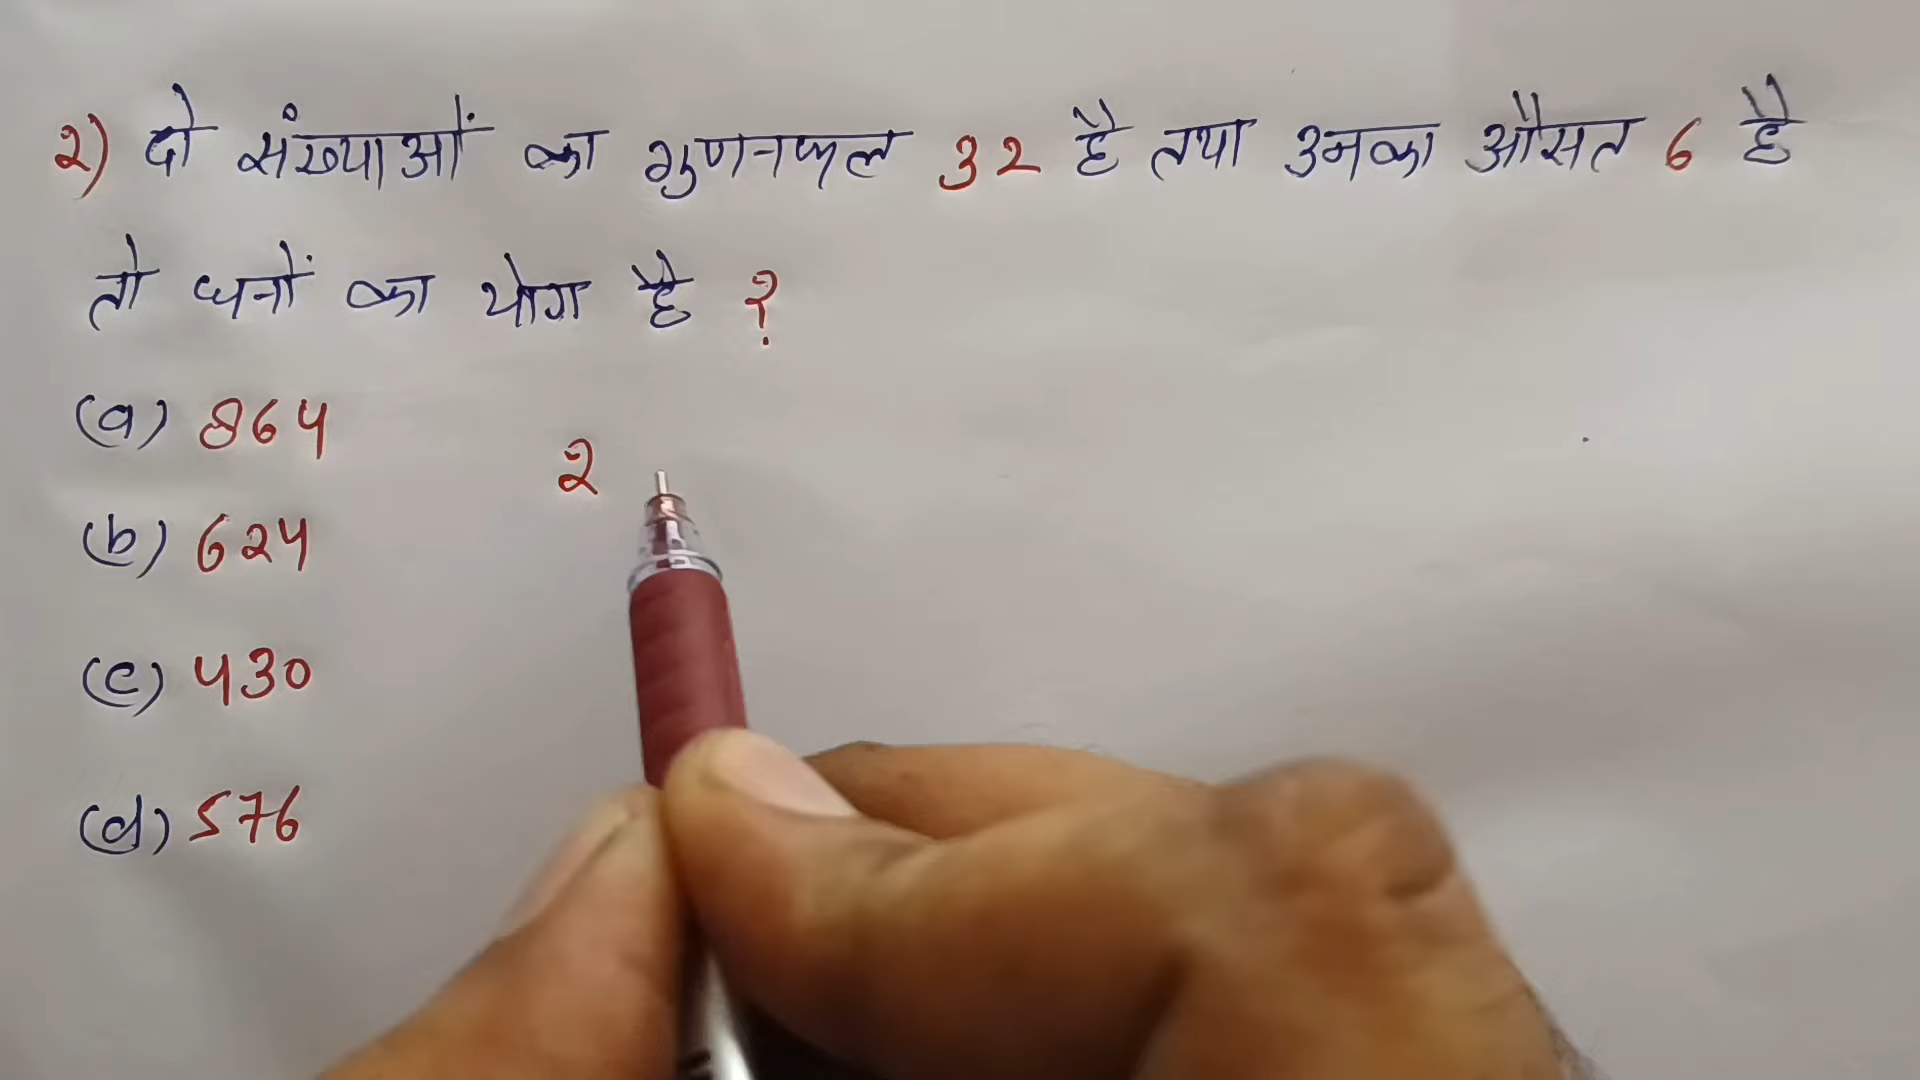 2) दो संख्याओं का गुणनफल 32 है तथा उनका औसत 6 है
तो घनों का योग है ?
(a) 864
(b) 624
(c) 430
(d) 576
2